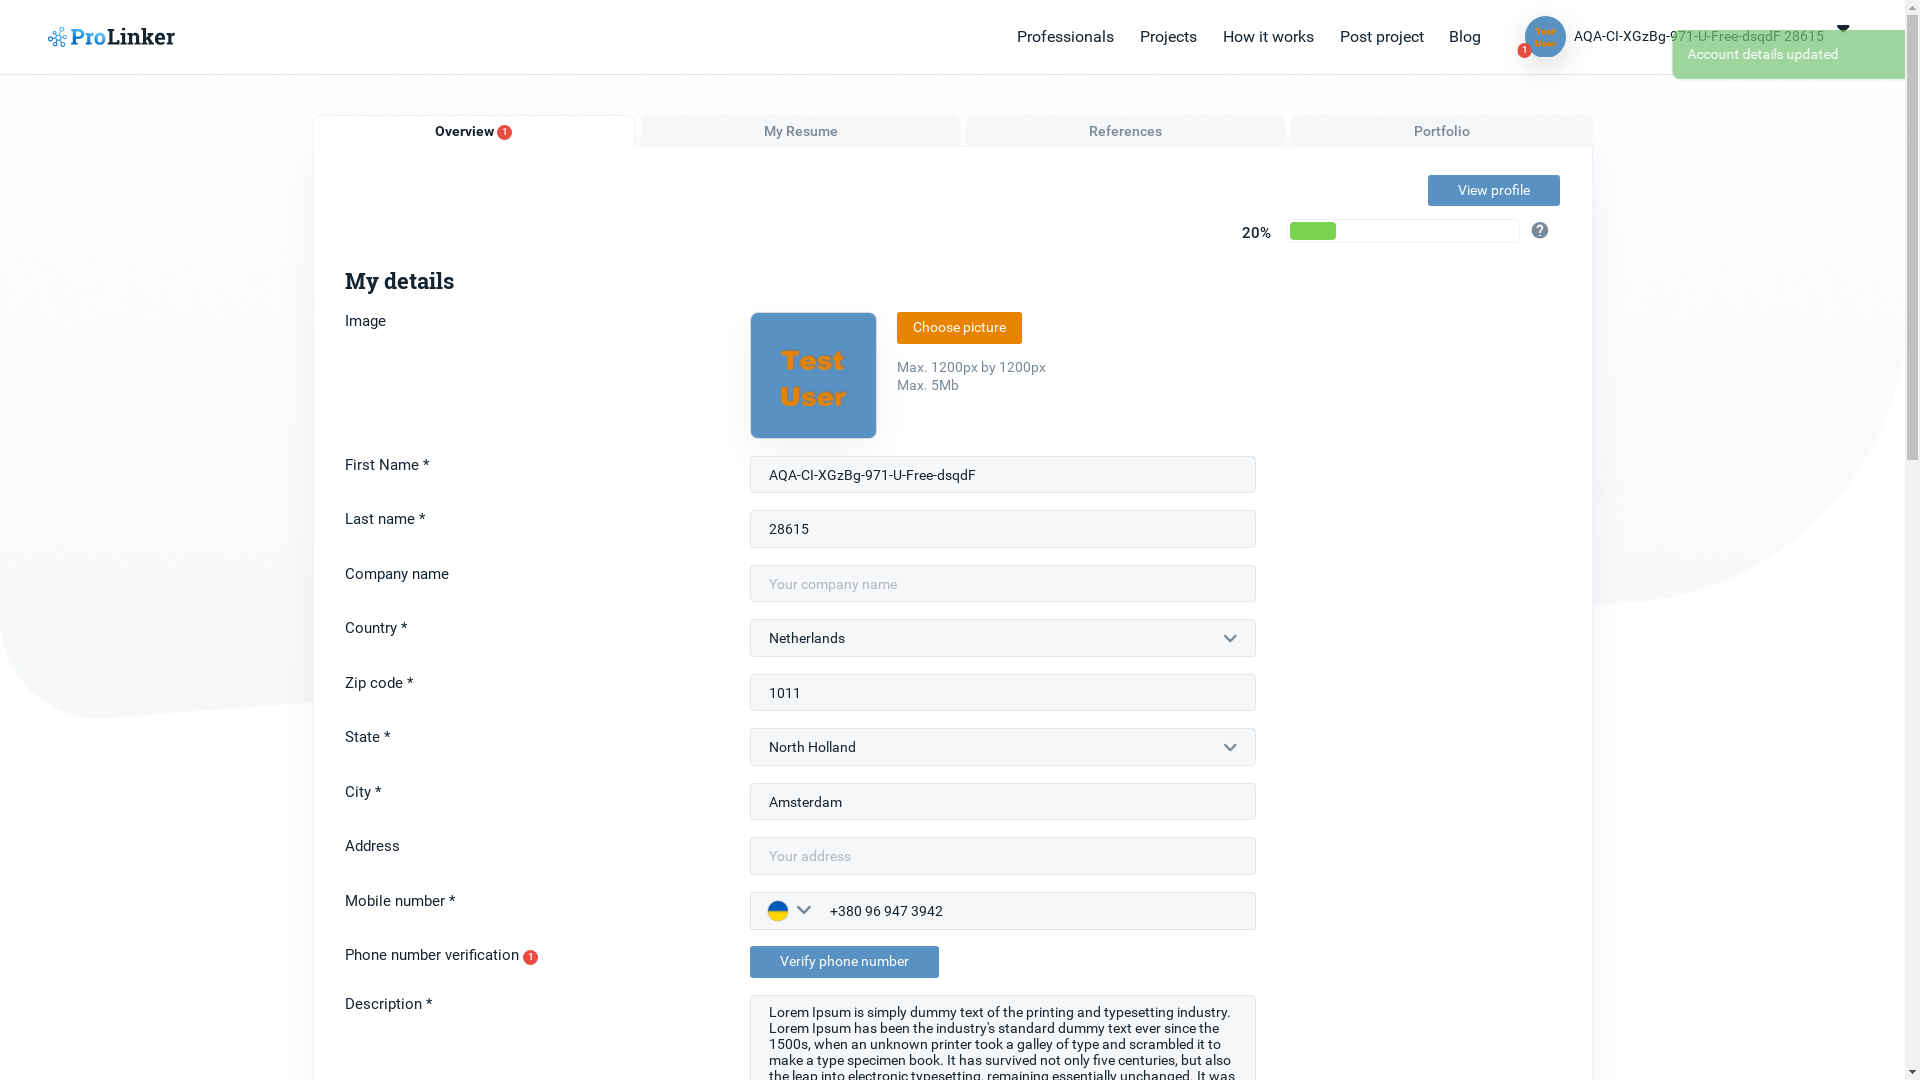 ProLinker
Professionals
Projects
How it works
Post project
Blog
Test
User
1
AQA-CI-XGzBg-971-U-Free-dsqdF 28615
Account details updated
Overview 1
My Resume
References
Portfolio
View profile
20%
?
My details
Image
Test
User
Choose picture
Max. 1200px by 1200px
Max. 5Mb
First Name *
AQA-CI-XGzBg-971-U-Free-dsqdF
Last name *
28615
Company name
Your company name
Country *
Netherlands
Zip code *
1011
State *
North Holland
City *
Amsterdam
Address
Your address
Mobile number *
+380 96 947 3942
Phone number verification 1
Verify phone number
Description *
Lorem Ipsum is simply dummy text of the printing and typesetting industry.
Lorem Ipsum has been the industry's standard dummy text ever since the
1500s, when an unknown printer took a galley of type and scrambled it to
make a type specimen book. It has survived not only five centuries, but also
the leap into electronic typesetting, remaining essentially unchanged. It was